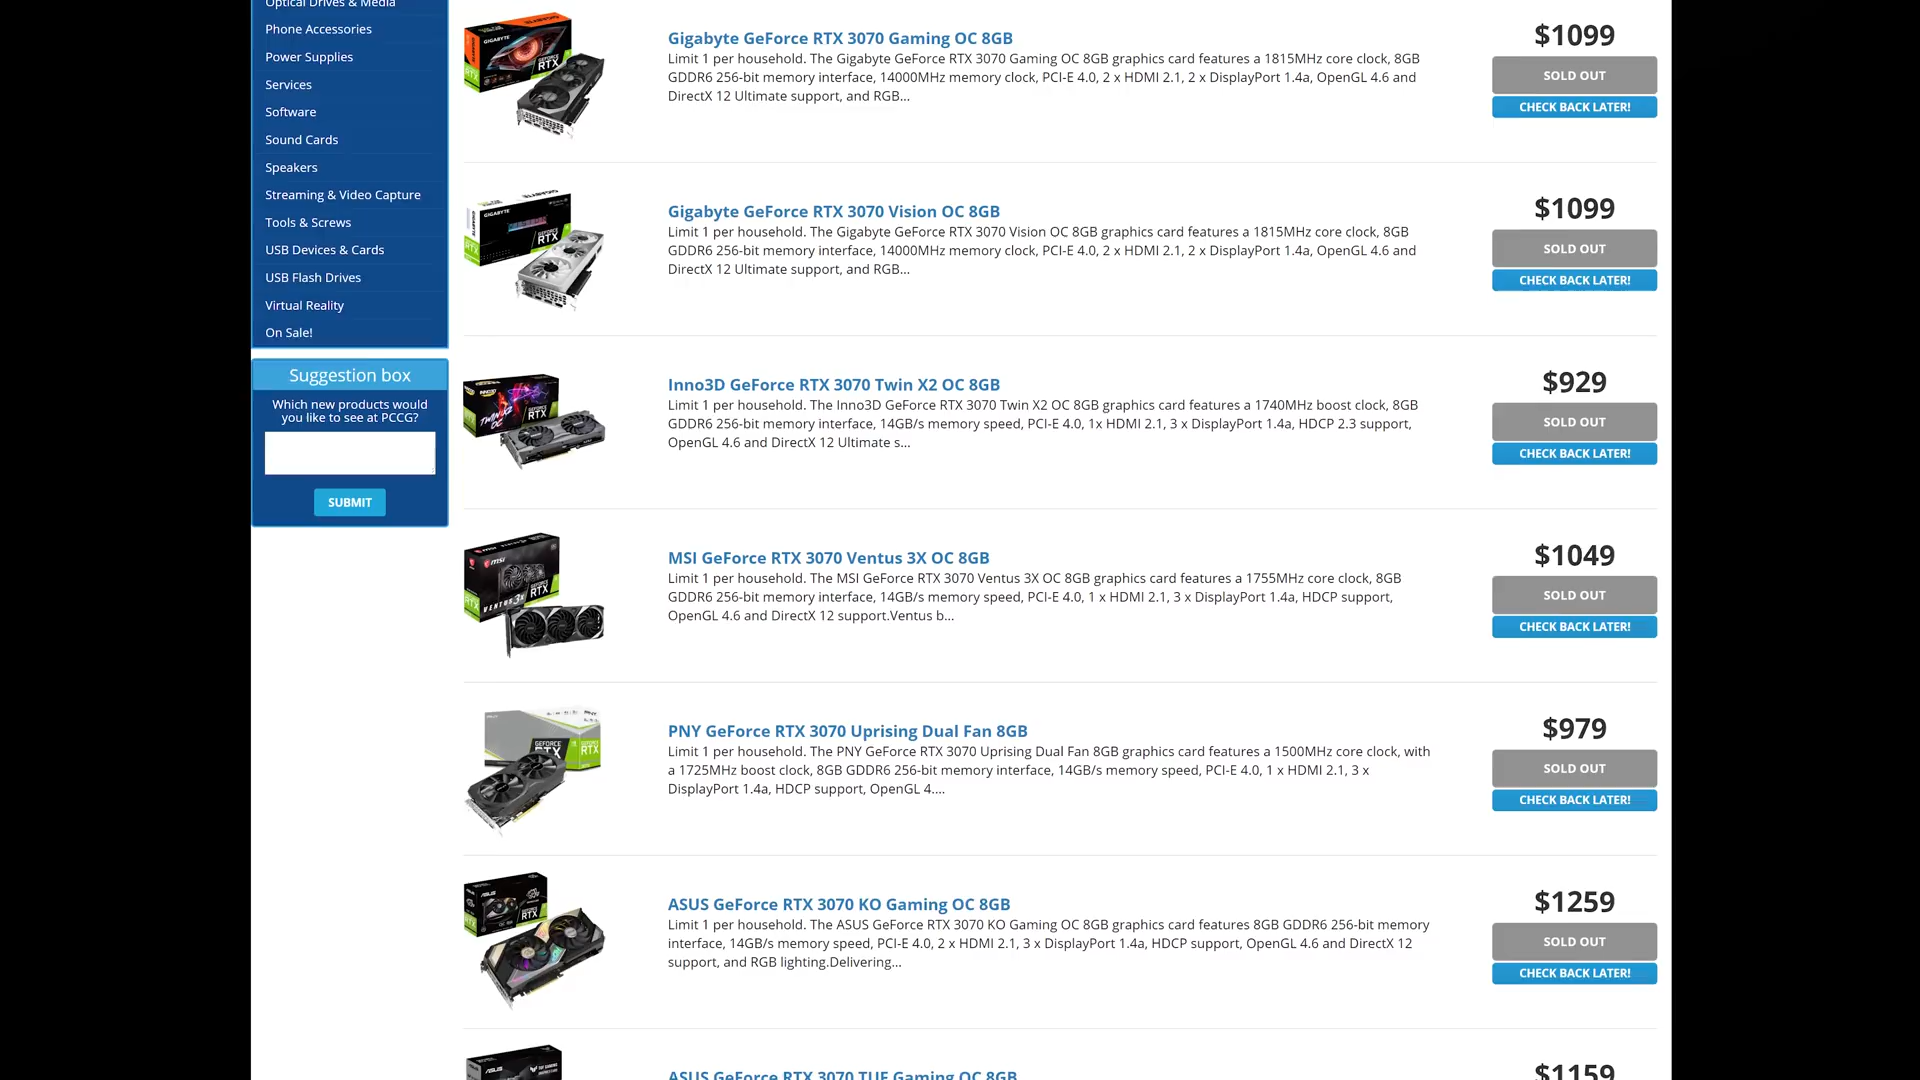 Optical Drives & Media
Phone Accessories
Power Supplies
Services
Software
Sound Cards
Speakers
Streaming & Video Capture
Tools & Screws
USB Devices & Cards
USB Flash Drives
Virtual Reality
On Sale!
Suggestion box
Which new products would
you like to see at PCCG?
SUBMIT
Gigabyte GeForce RTX 3070 Gaming OC 8GB
Limit 1 per household. The Gigabyte GeForce RTX 3070 Gaming OC 8GB graphics card features a 1815MHz core clock, 8GB
GDDR6 256-bit memory interface, 14000MHz memory clock, PCI-E 4.0, 2 x HDMI 2.1, 2 x DisplayPort 1.4a, OpenGL 4.6 and
DirectX 12 Ultimate support, and RGB...
$1099
SOLD OUT
CHECK BACK LATER!
Gigabyte GeForce RTX 3070 Vision OC 8GB
Limit 1 per household. The Gigabyte GeForce RTX 3070 Vision OC 8GB graphics card features a 1815MHz core clock, 8GB
GDDR6 256-bit memory interface, 14000MHz memory clock, PCI-E 4.0, 2 x HDMI 2.1, 2 x DisplayPort 1.4a, OpenGL 4.6 and
DirectX 12 Ultimate support, and RGB...
$1099
SOLD OUT
CHECK BACK LATER!
Inno3D GeForce RTX 3070 Twin X2 OC 8GB
Limit 1 per household. The Inno3D GeForce RTX 3070 Twin X2 OC 8GB graphics card features a 1740MHz boost clock, 8GB
GDDR6 256-bit memory interface, 14GB/s memory speed, PCI-E 4.0, 1x HDMI 2.1, 3 x DisplayPort 1.4a, HDCP 2.3 support,
OpenGL 4.6 and DirectX 12 Ultimate s...
$929
SOLD OUT
CHECK BACK LATER!
MSI GeForce RTX 3070 Ventus 3X OC 8GB
Limit 1 per household. The MSI GeForce RTX 3070 Ventus 3X OC 8GB graphics card features a 1755MHz core clock, 8GB
GDDR6 256-bit memory interface, 14GB/s memory speed, PCI-E 4.0, 1 x HDMI 2.1, 3 x DisplayPort 1.4a, HDCP support,
OpenGL 4.6 and DirectX 12 support.Ventus b...
$1049
SOLD OUT
CHECK BACK LATER!
PNY GeForce RTX 3070 Uprising Dual Fan 8GB
Limit 1 per household. The PNY GeForce RTX 3070 Uprising Dual Fan 8GB graphics card features a 1500MHz core clock, with
a 1725MHz boost clock, 8GB GDDR6 256-bit memory interface, 14GB/s memory speed, PCI-E 4.0, 1 x HDMI 2.1, 3 x
DisplayPort 1.4a, HDCP support, OpenGL 4....
$979
SOLD OUT
CHECK BACK LATER!
ASUS GeForce RTX 3070 KO Gaming OC 8GB
Limit 1 per household. The ASUS GeForce RTX 3070 KO Gaming OC 8GB graphics card features 8GB GDDR6 256-bit memory
interface, 14GB/s memory speed, PCI-E 4.0, 2 x HDMI 2.1, 3 x DisplayPort 1.4a, HDCP support, OpenGL 4.6 and DirectX 12
support, and RGB lighting.Delivering...
$1259
SOLD OUT
CHECK BACK LATER!
ASUS GeForce RTX 3070 TUF Gaming OC 8GB
$1159